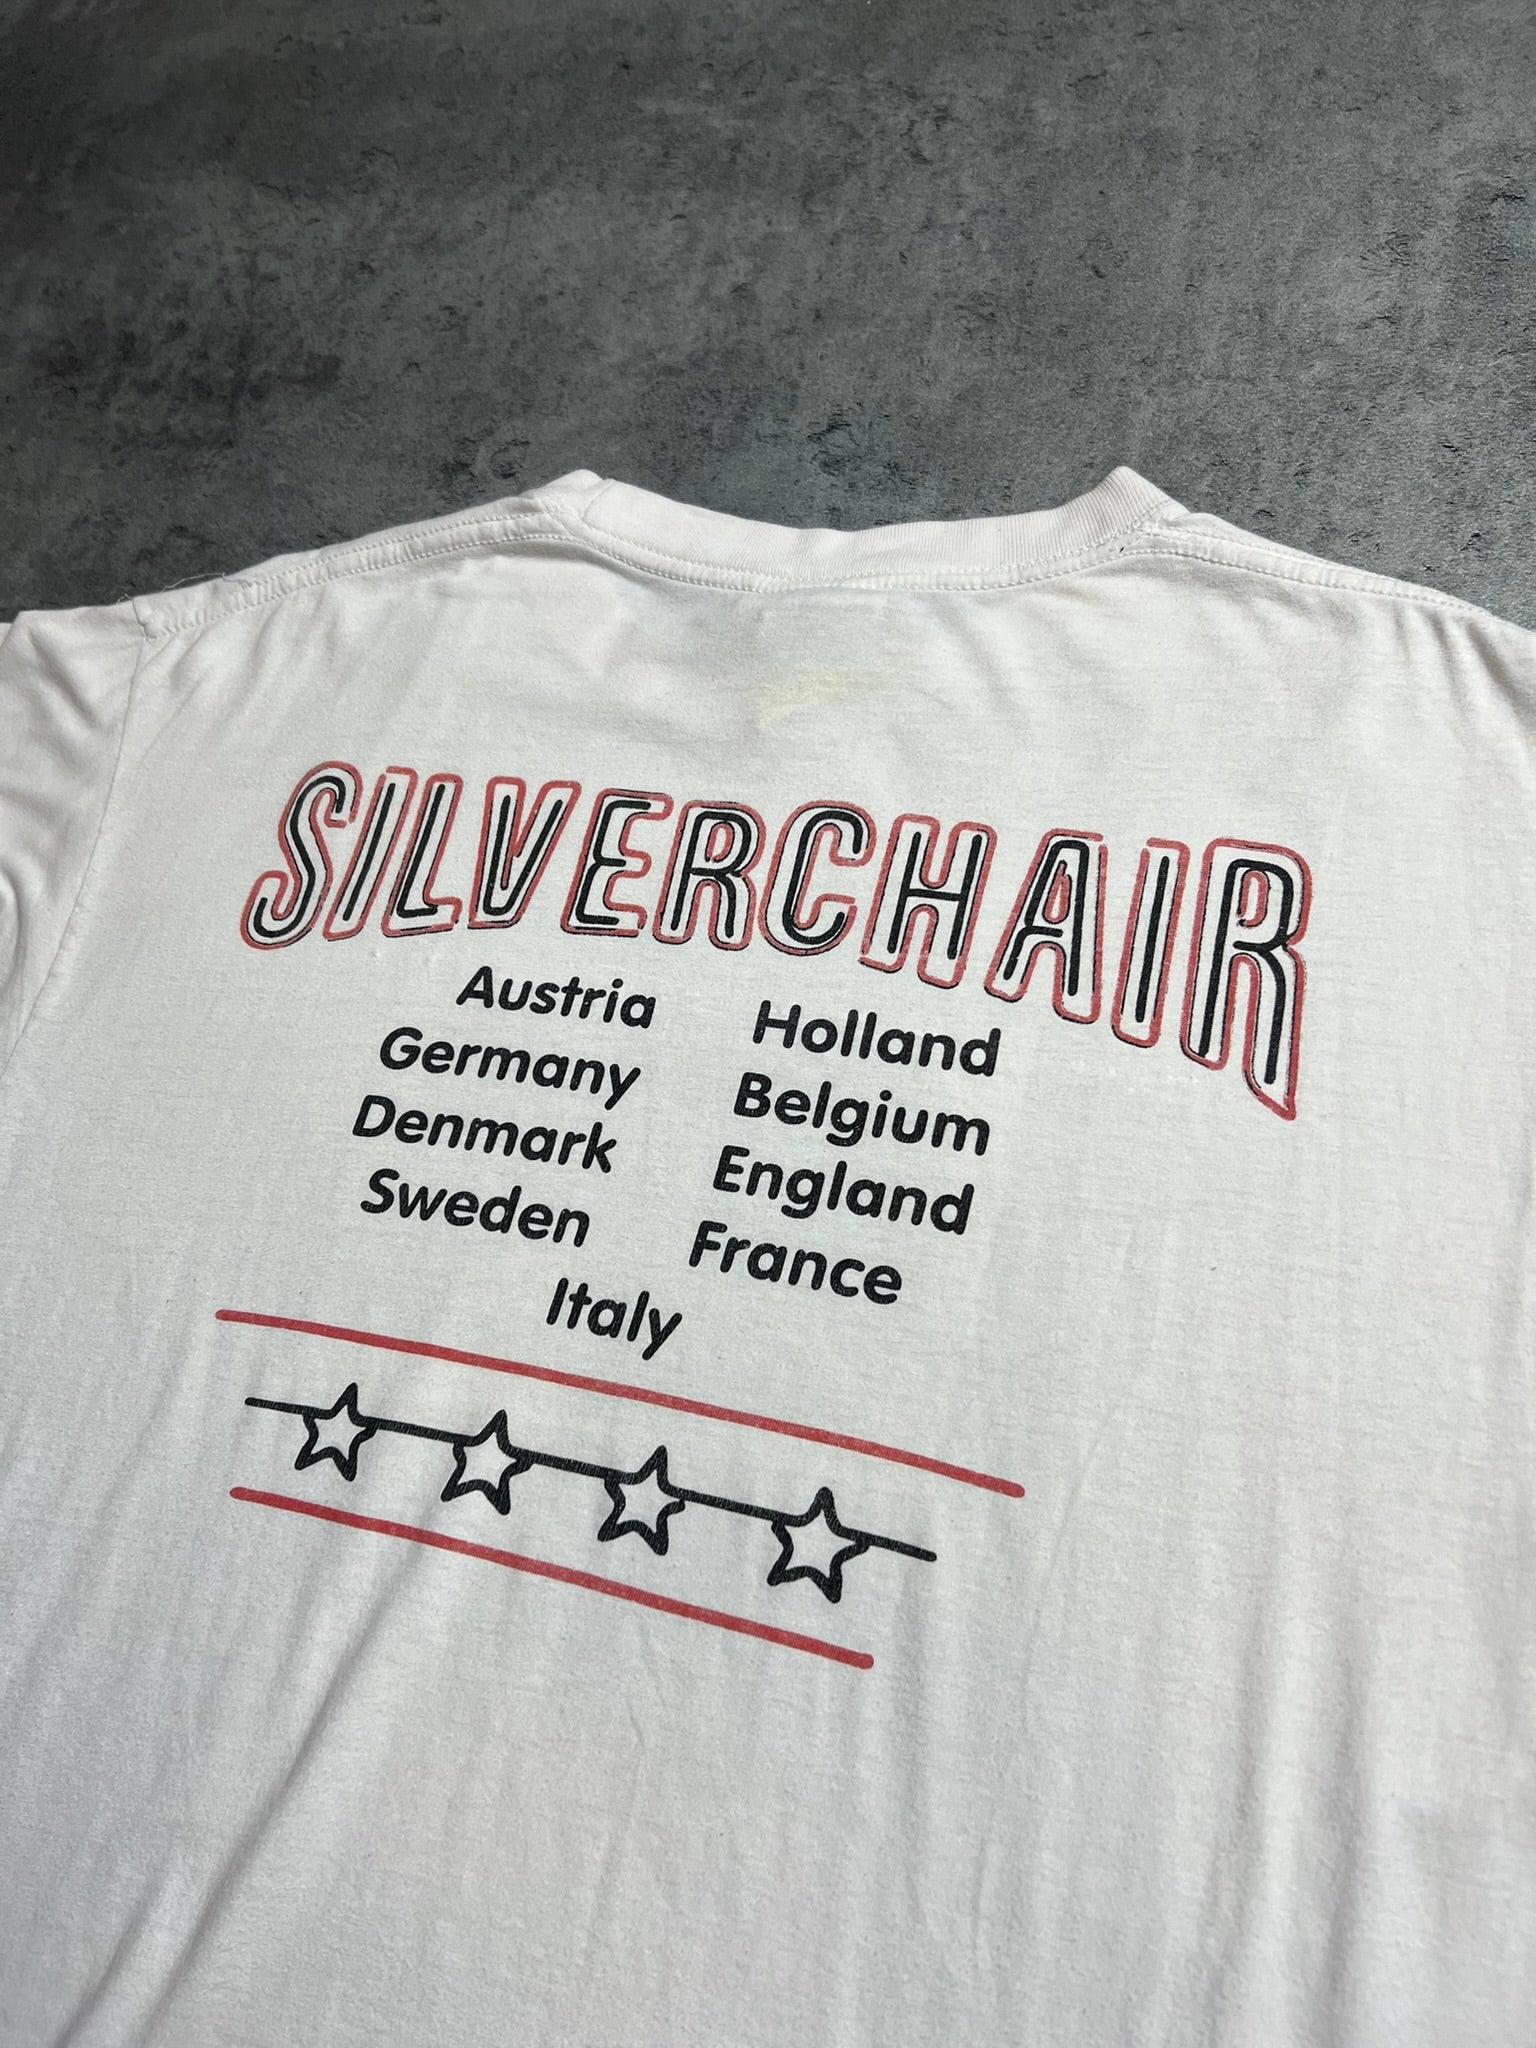 SILVERCHAIR
Austria Holland
Germany Belgium
Denmark England
Sweden France
Italy